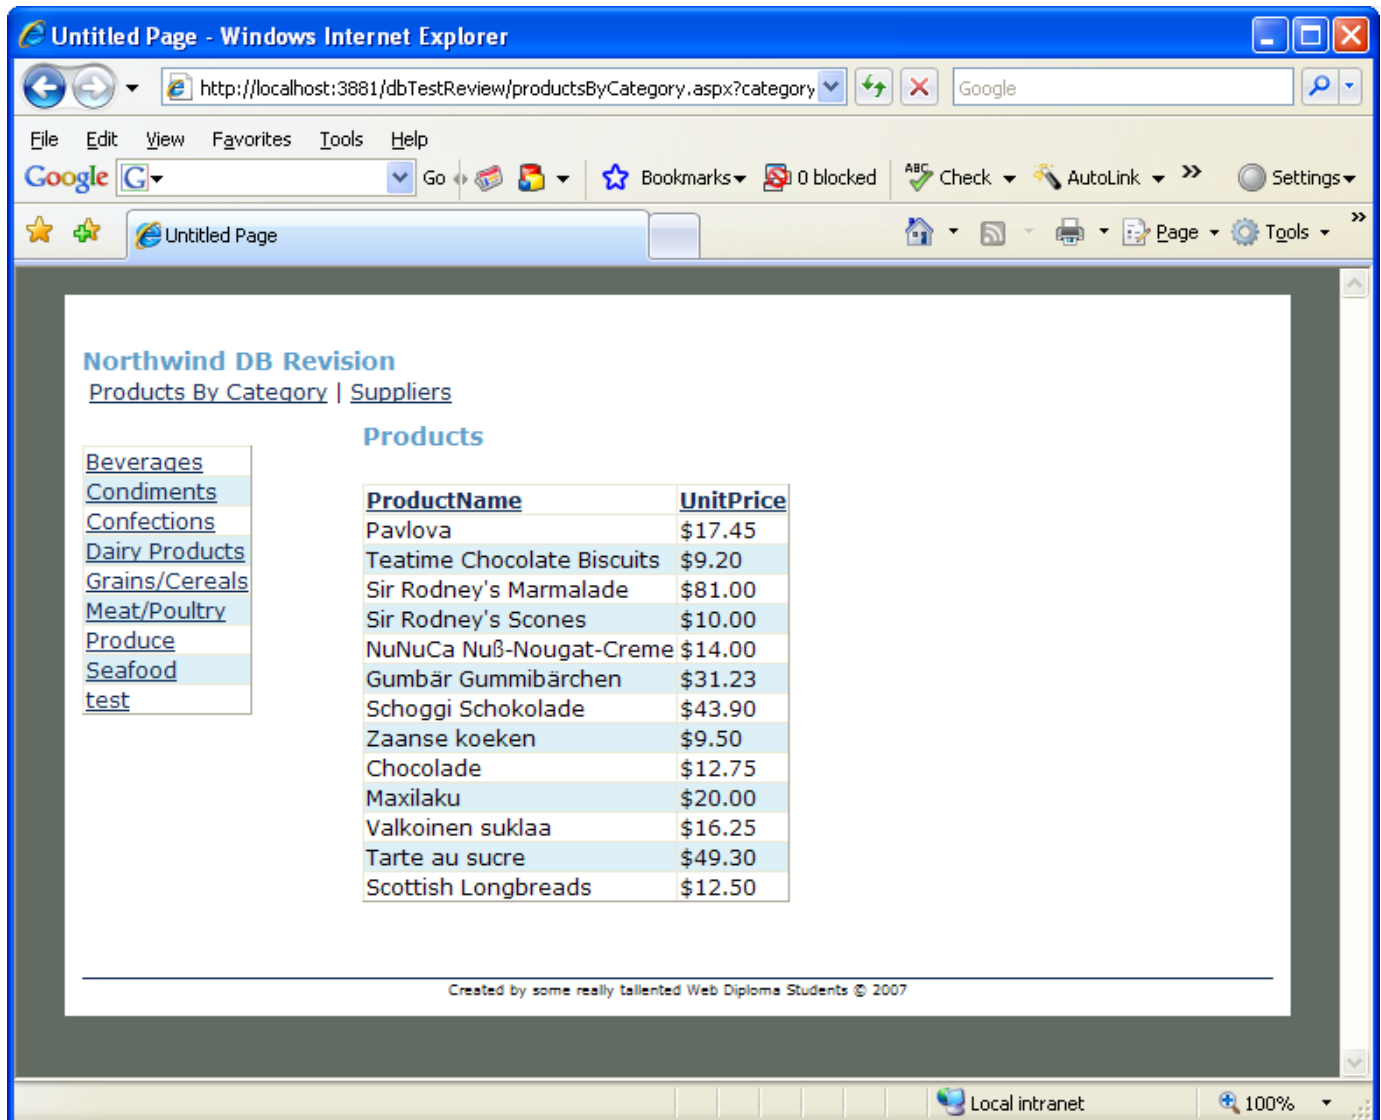 Untitled Page - Windows Internet Explorer
http://localhost:3881/dbTestReview/productsByCategory.aspx?category
Google
File Edit View Favorites Tools Help
Google G Go Bookmarks 0 blocked ABC Check AutoLink » Settings
Untitled Page Page Tools »
Northwind DB Revision
Products By Category | Suppliers
Beverages
Condiments
Confections
Dairy Products
Grains/Cereals
Meat/Poultry
Produce
Seafood
test
Products
ProductName UnitPrice
Pavlova $17.45
Teatime Chocolate Biscuits $9.20
Sir Rodney's Marmalade $81.00
Sir Rodney's Scones $10.00
NuNuCa Nuß-Nougat-Creme $14.00
Gumbär Gummibärchen $31.23
Schoggi Schokolade $43.90
Zaanse koeken $9.50
Chocolade $12.75
Maxilaku $20.00
Valkoinen suklaa $16.25
Tarte au sucre $49.30
Scottish Longbreads $12.50
Created by some really tallented Web Diploma Students © 2007
Local intranet 100%